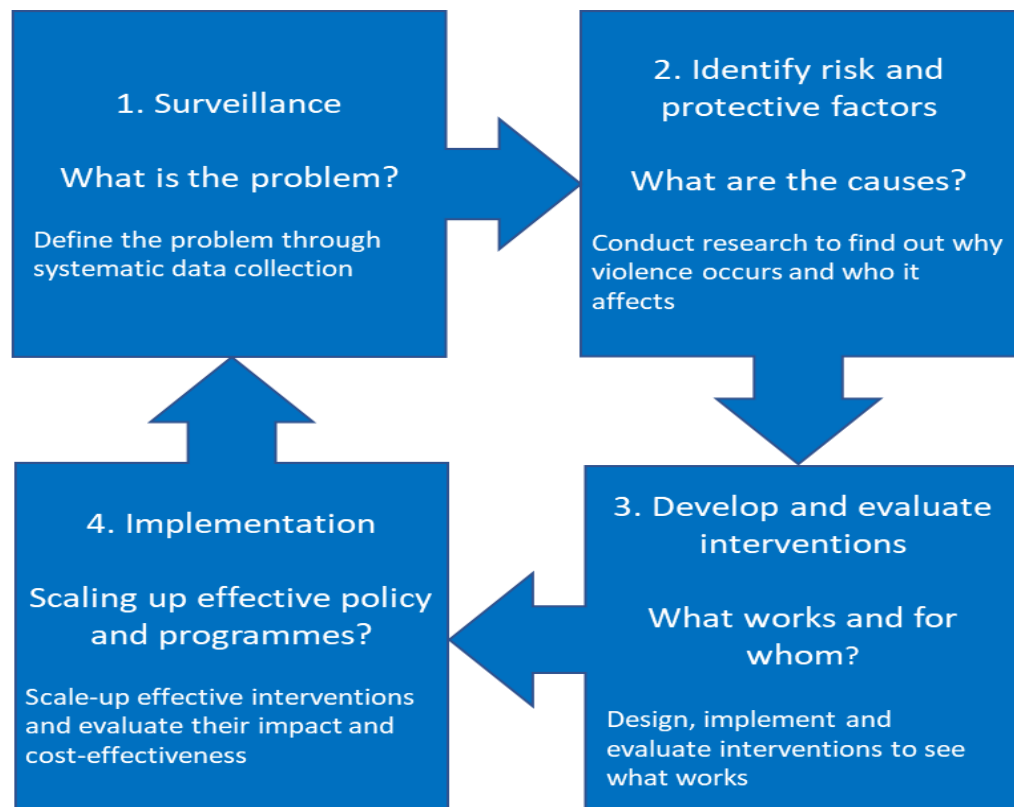 1. Surveillance
What is the problem?
Define the problem through
systematic data collection
2. Identify risk and
protective factors
What are the causes?
Conduct research to find out why
violence occurs and who it
affects
3. Develop and evaluate
interventions
What works and for
whom?
Design, implement and
evaluate interventions to see
what works
4. Implementation
Scaling up effective policy
and programmes?
Scale-up effective interventions
and evaluate their impact and
cost-effectiveness